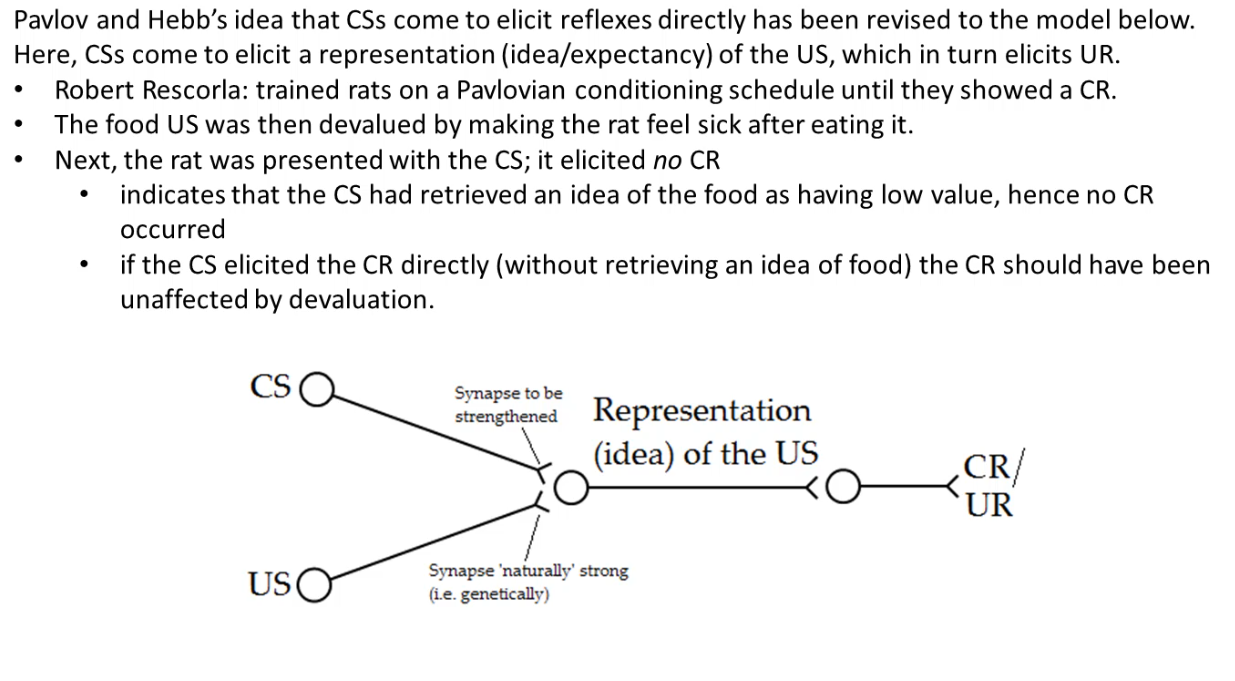 Pavlov and Hebb’s idea that CSs come to elicit reflexes directly has been revised to the model below.
Here, CSs come to elicit a representation (idea/expectancy) of the US, which in turn elicits UR.
• Robert Rescorla: trained rats on a Pavlovian conditioning schedule until they showed a CR.
• The food US was then devalued by making the rat feel sick after eating it.
• Next, the rat was presented with the CS; it elicited no CR
• indicates that the CS had retrieved an idea of the food as having low value, hence no CR
occurred
• if the CS elicited the CR directly (without retrieving an idea of food) the CR should have been
unaffected by devaluation.
CS
Synapse to be
strengthened
Representation
(idea) of the US
CR/
UR
US
Synapse 'naturally' strong
(i.e. genetically)